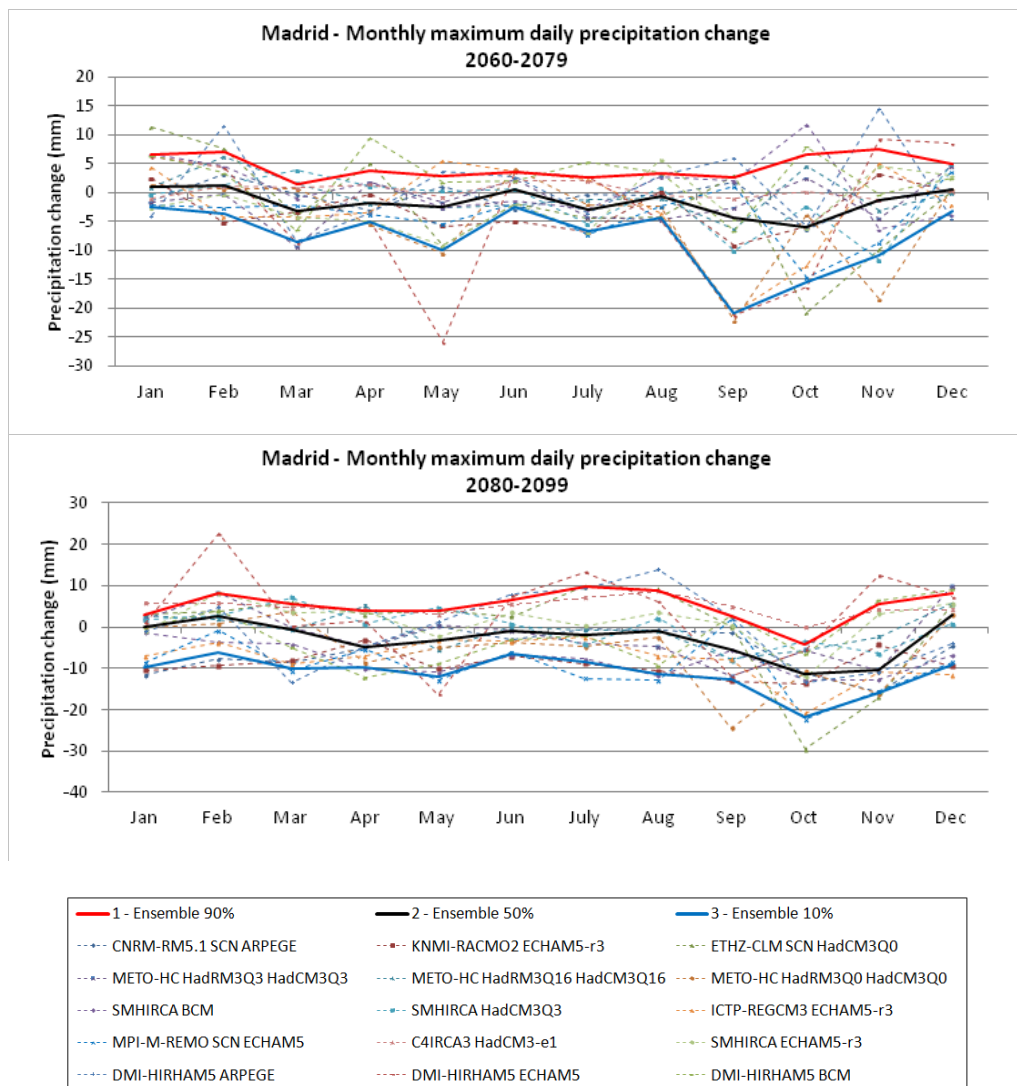 Madrid - Monthly maximum daily precipitation change
2060-2079
Precipitation change (mm)
20
15
10
5
0
-5
-10
-15
-20
-25
-30
Jan Feb Mar Apr May Jun July Aug Sep Oct Nov Dec
Madrid - Monthly maximum daily precipitation change
2080-2099
Precipitation change (mm)
30
20
10
0
-10
-20
-30
-40
Jan Feb Mar Apr May Jun July Aug Sep Oct Nov Dec
1 - Ensemble 90% 2 - Ensemble 50% 3 - Ensemble 10%
CNRM-RM5.1 SCN ARPEGE KNMI-RACMO2 ECHAM5-r3 ETHZ-CLM SCN HadCM3Q0
METO-HC HadRM3Q3 HadCM3Q3 METO-HC HadRM3Q16 HadCM3Q16 METO-HC HadRM3Q0 HadCM3Q0
SMHIRCA BCM SMHIRCA HadCM3Q3 ICTP-REGCM3 ECHAM5-r3
MPI-M-REMO SCN ECHAM5 C4IRCA3 HadCM3-e1 SMHIRCA ECHAM5-r3
DMI-HIRHAM5 ARPEGE DMI-HIRHAM5 ECHAM5 DMI-HIRHAM5 BCM